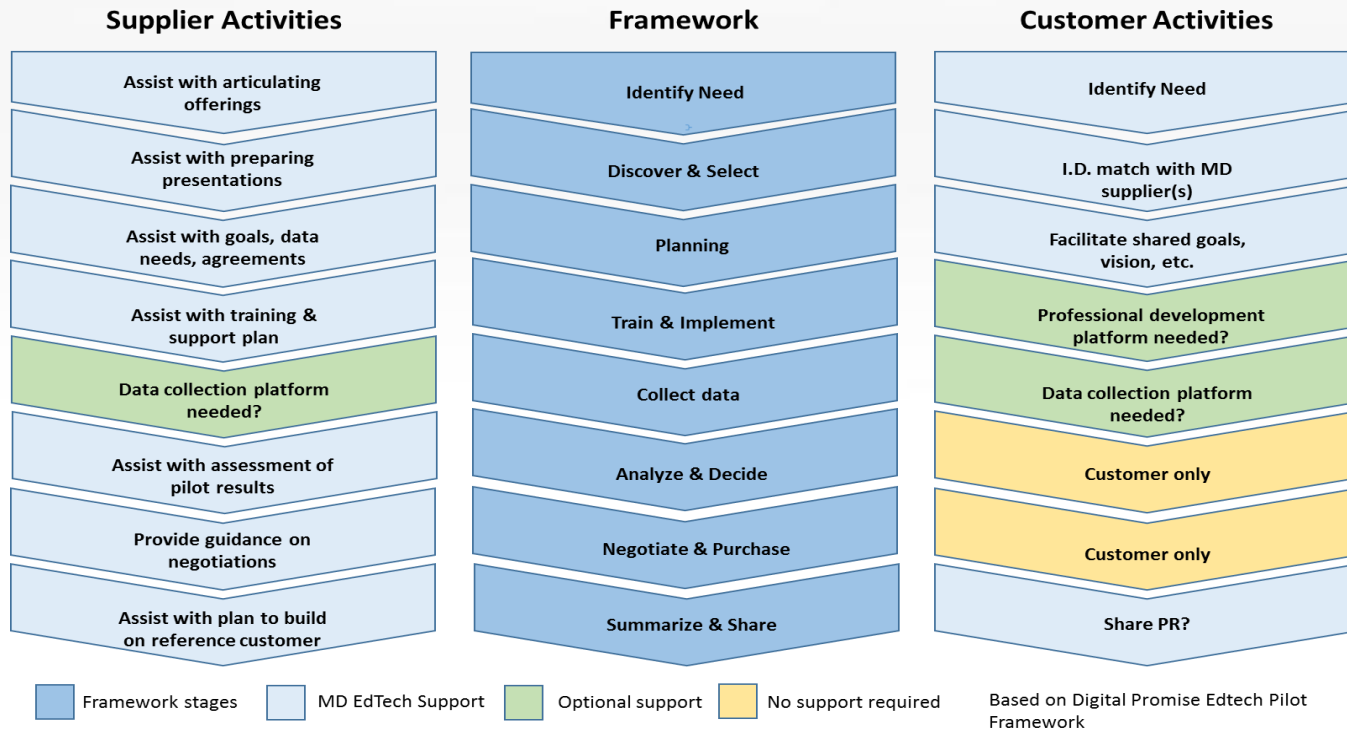 Supplier Activities
Framework
Customer Activities
Assist with articulating
offerings
Identify Need
Identify Need
Assist with preparing
presentations
Discover & Select
I.D. match with MD
supplier(s)
Assist with goals, data
needs, agreements
Planning
Facilitate shared goals,
vision, etc.
Assist with training &
support plan
Train & Implement
Professional development
platform needed?
Data collection platform
needed?
Collect data
Data collection platform
needed?
Assist with assessment of
pilot results
Analyze & Decide
Customer only
Provide guidance on
negotiations
Negotiate & Purchase
Customer only
Assist with plan to build
on reference customer
Summarize & Share
Share PR?
Framework stages
MD EdTech Support
Optional support
No support required
Based on Digital Promise Edtech Pilot
Framework